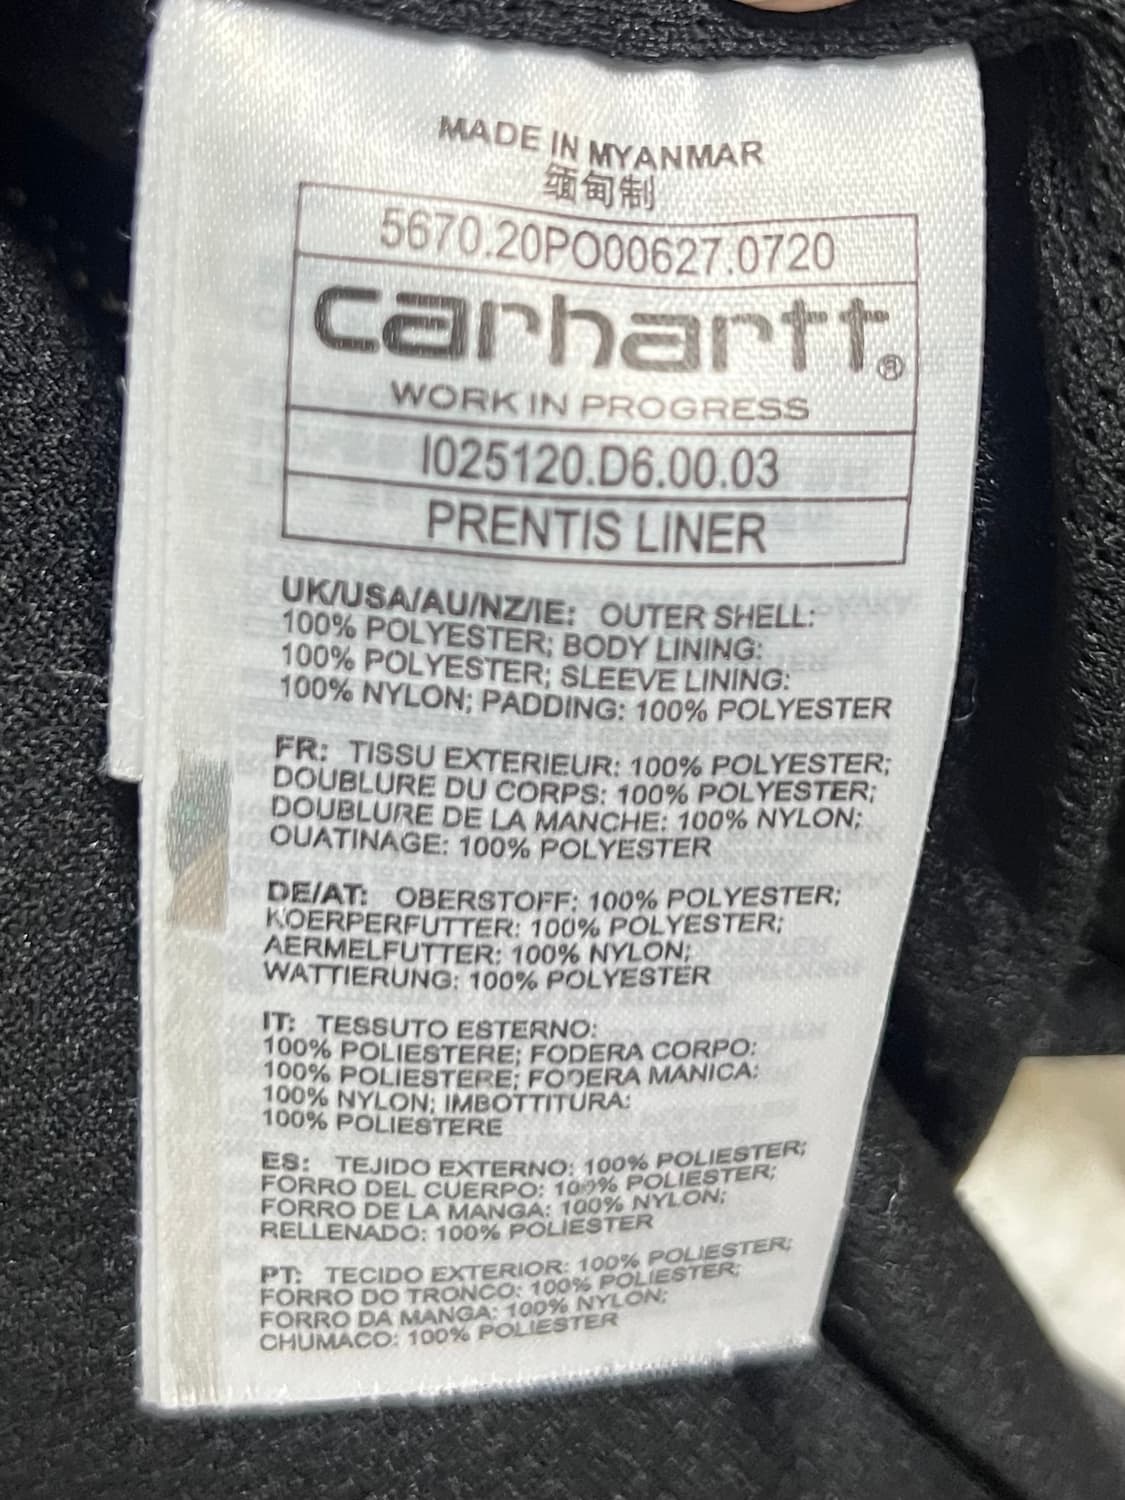 MADE IN MYANMAR
缅甸制
5670.20PO00627.0720
carhartt®
WORK IN PROGRESS
I025120.D6.00.03
PRENTIS LINER
UK/USA/AU/NZ/IE: OUTER SHELL:
100% POLYESTER; BODY LINING:
100% POLYESTER; SLEEVE LINING:
100% NYLON; PADDING: 100% POLYESTER
FR: TISSU EXTERIEUR: 100% POLYESTER;
DOUBLURE DU CORPS: 100% POLYESTER;
DOUBLURE DE LA MANCHE: 100% NYLON;
OUATINAGE: 100% POLYESTER
DE/AT: OBERSTOFF: 100% POLYESTER;
KOERPERFUTTER: 100% POLYESTER;
AERMELFUTTER: 100% NYLON;
WATTIERUNG: 100% POLYESTER
IT: TESSUTO ESTERNO:
100% POLIESTERE; FODERA CORPO:
100% POLIESTERE; FODERA MANICA:
100% NYLON; IMBOTTITURA:
100% POLIESTERE
ES: TEJIDO EXTERNO: 100% POLIESTER;
FORRO DEL CUERPO: 100% POLIESTER;
FORRO DE LA MANGA: 100% NYLON;
RELLENADO: 100% POLIESTER
PT: TECIDO EXTERIOR: 100% POLIESTER;
FORRO DO TRONCO: 100% POLIESTER;
FORRO DA MANGA: 100% NYLON;
CHUMACO: 100% POLIESTER